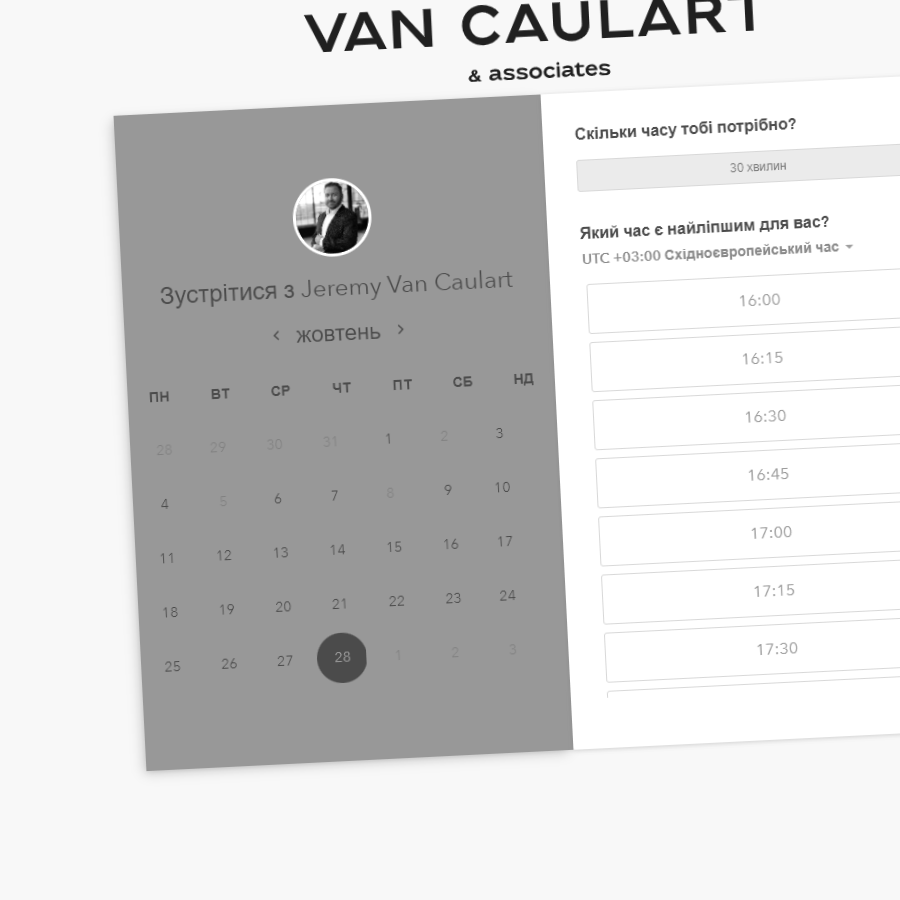 VAN CAULART
& associates
Зустрітися з Jeremy Van Caulart
жовтень
ПН ВТ СР ЧТ ПТ СБ НД
28 29 30 31 1 2 3
4 5 6 7 8 9 10
11 12 13 14 15 16 17
18 19 20 21 22 23 24
25 26 27 28 1 2 3
Скільки часу тобі потрібно?
30 хвилин
Який час є найліпшим для вас?
UTC +03:00 Східноєвропейський час
16:00
16:15
16:30
16:45
17:00
17:15
17:30